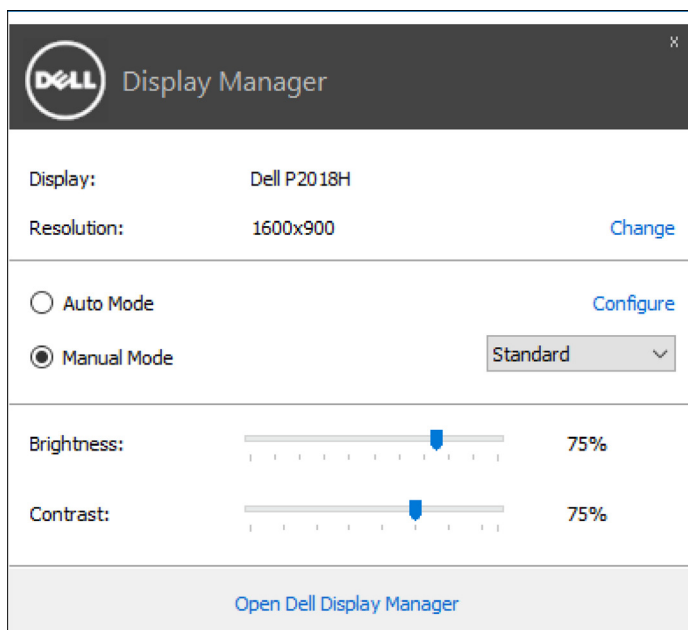 x
DELL Display Manager
Display: Dell P2018H
Resolution: 1600x900 Change
Auto Mode Configure
Manual Mode Standard
Brightness: 75%
Contrast: 75%
Open Dell Display Manager